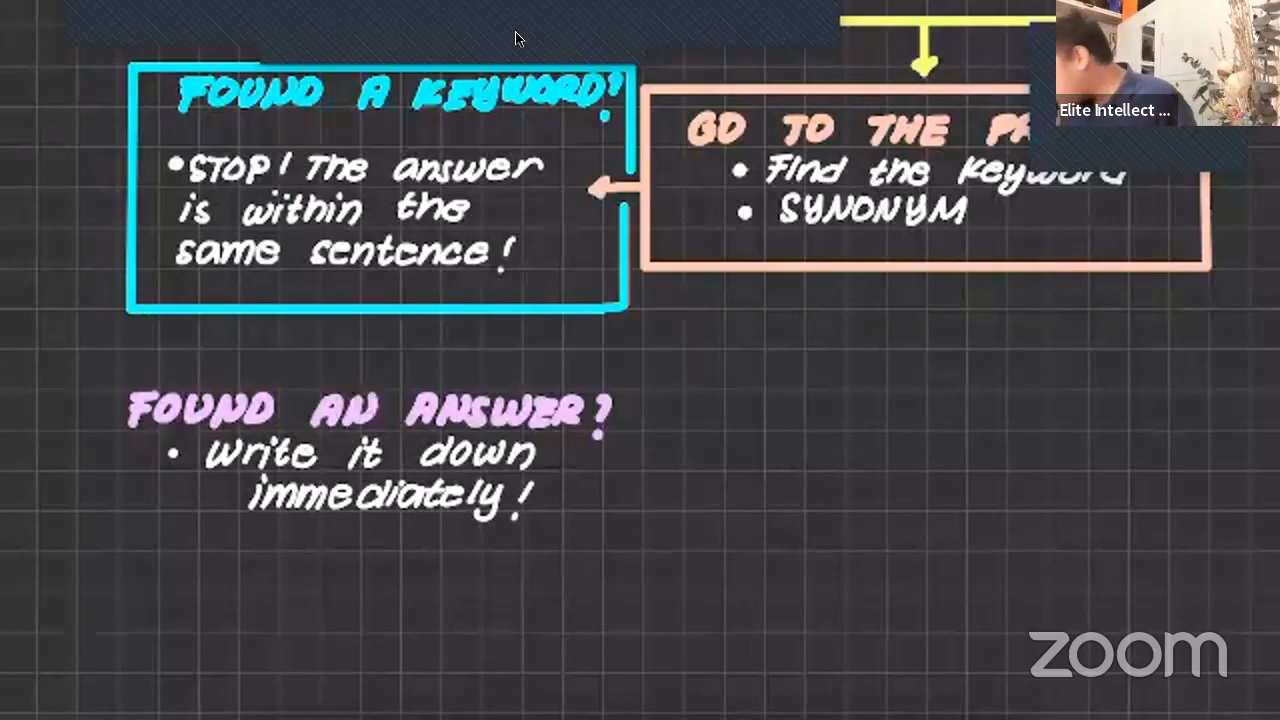 FOUND A KEYWORD?
• STOP! The answer
is within the
same sentence!
GO TO THE
• Find the Keyword
• SYNONYM
Elite Intellect ...
FOUND AN ANSWER?
• Write it down
immediately!
zoom